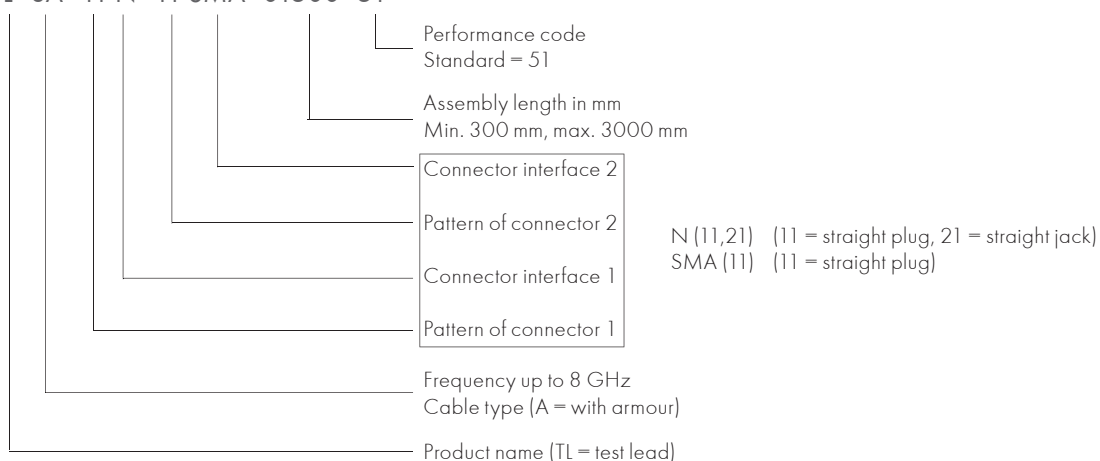 Performance code
Standard = 51
Assembly length in mm
Min. 300 mm, max. 3000 mm
Connector interface 2
Pattern of connector 2
N (11,21) (11 = straight plug, 21 = straight jack)
SMA (11) (11 = straight plug)
Connector interface 1
Pattern of connector 1
Frequency up to 8 GHz
Cable type (A = with armour)
Product name (TL = test lead)